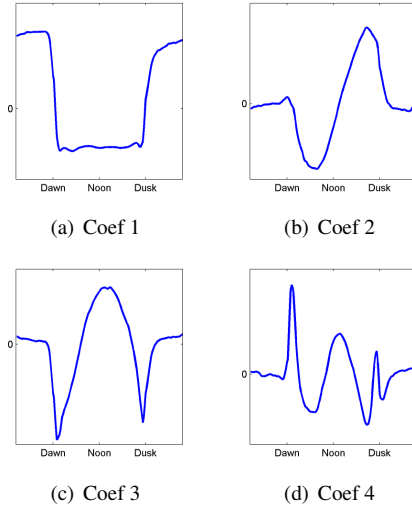 0 0
Dawn Noon Dusk Dawn Noon Dusk
(a) Coef 1 (b) Coef 2
0 0
Dawn Noon Dusk Dawn Noon Dusk
(c) Coef 3 (d) Coef 4